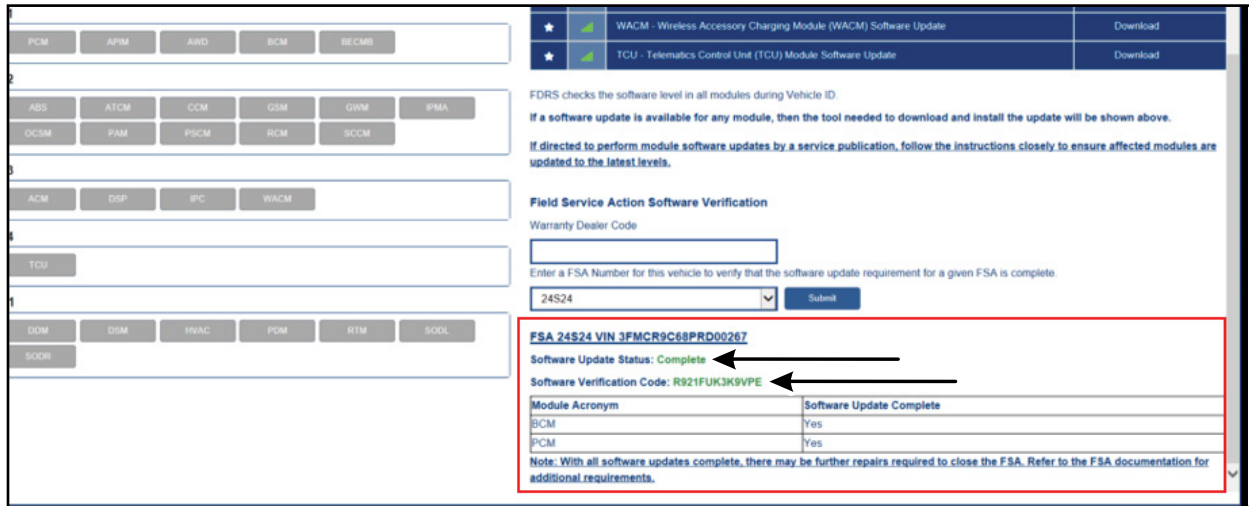 1
PCM APIM AWD BCM BECMB
2
ABS ATCM CCM GSM GWM IPMA
OCSM PAM PSCM RCM SCCM
3
ACM DSP IPC WACM
4
TCU
1
DDM DSM HVAC PDM RTM SODL
SODR
WACM - Wireless Accessory Charging Module (WACM) Software Update Download
TCU - Telematics Control Unit (TCU) Module Software Update Download
FDRS checks the software level in all modules during Vehicle ID.
If a software update is available for any module, then the tool needed to download and install the update will be shown above.
If directed to perform module software updates by a service publication, follow the instructions closely to ensure affected modules are
updated to the latest levels.
Field Service Action Software Verification
Warranty Dealer Code
Enter a FSA Number for this vehicle to verify that the software update requirement for a given FSA is complete.
24S24 Submit
FSA 24S24 VIN 3FMCR9C68PRD00267
Software Update Status: Complete
Software Verification Code: R921FUK3K9VPE
Module Acronym Software Update Complete
BCM Yes
PCM Yes
Note: With all software updates complete, there may be further repairs required to close the FSA. Refer to the FSA documentation for
additional requirements.